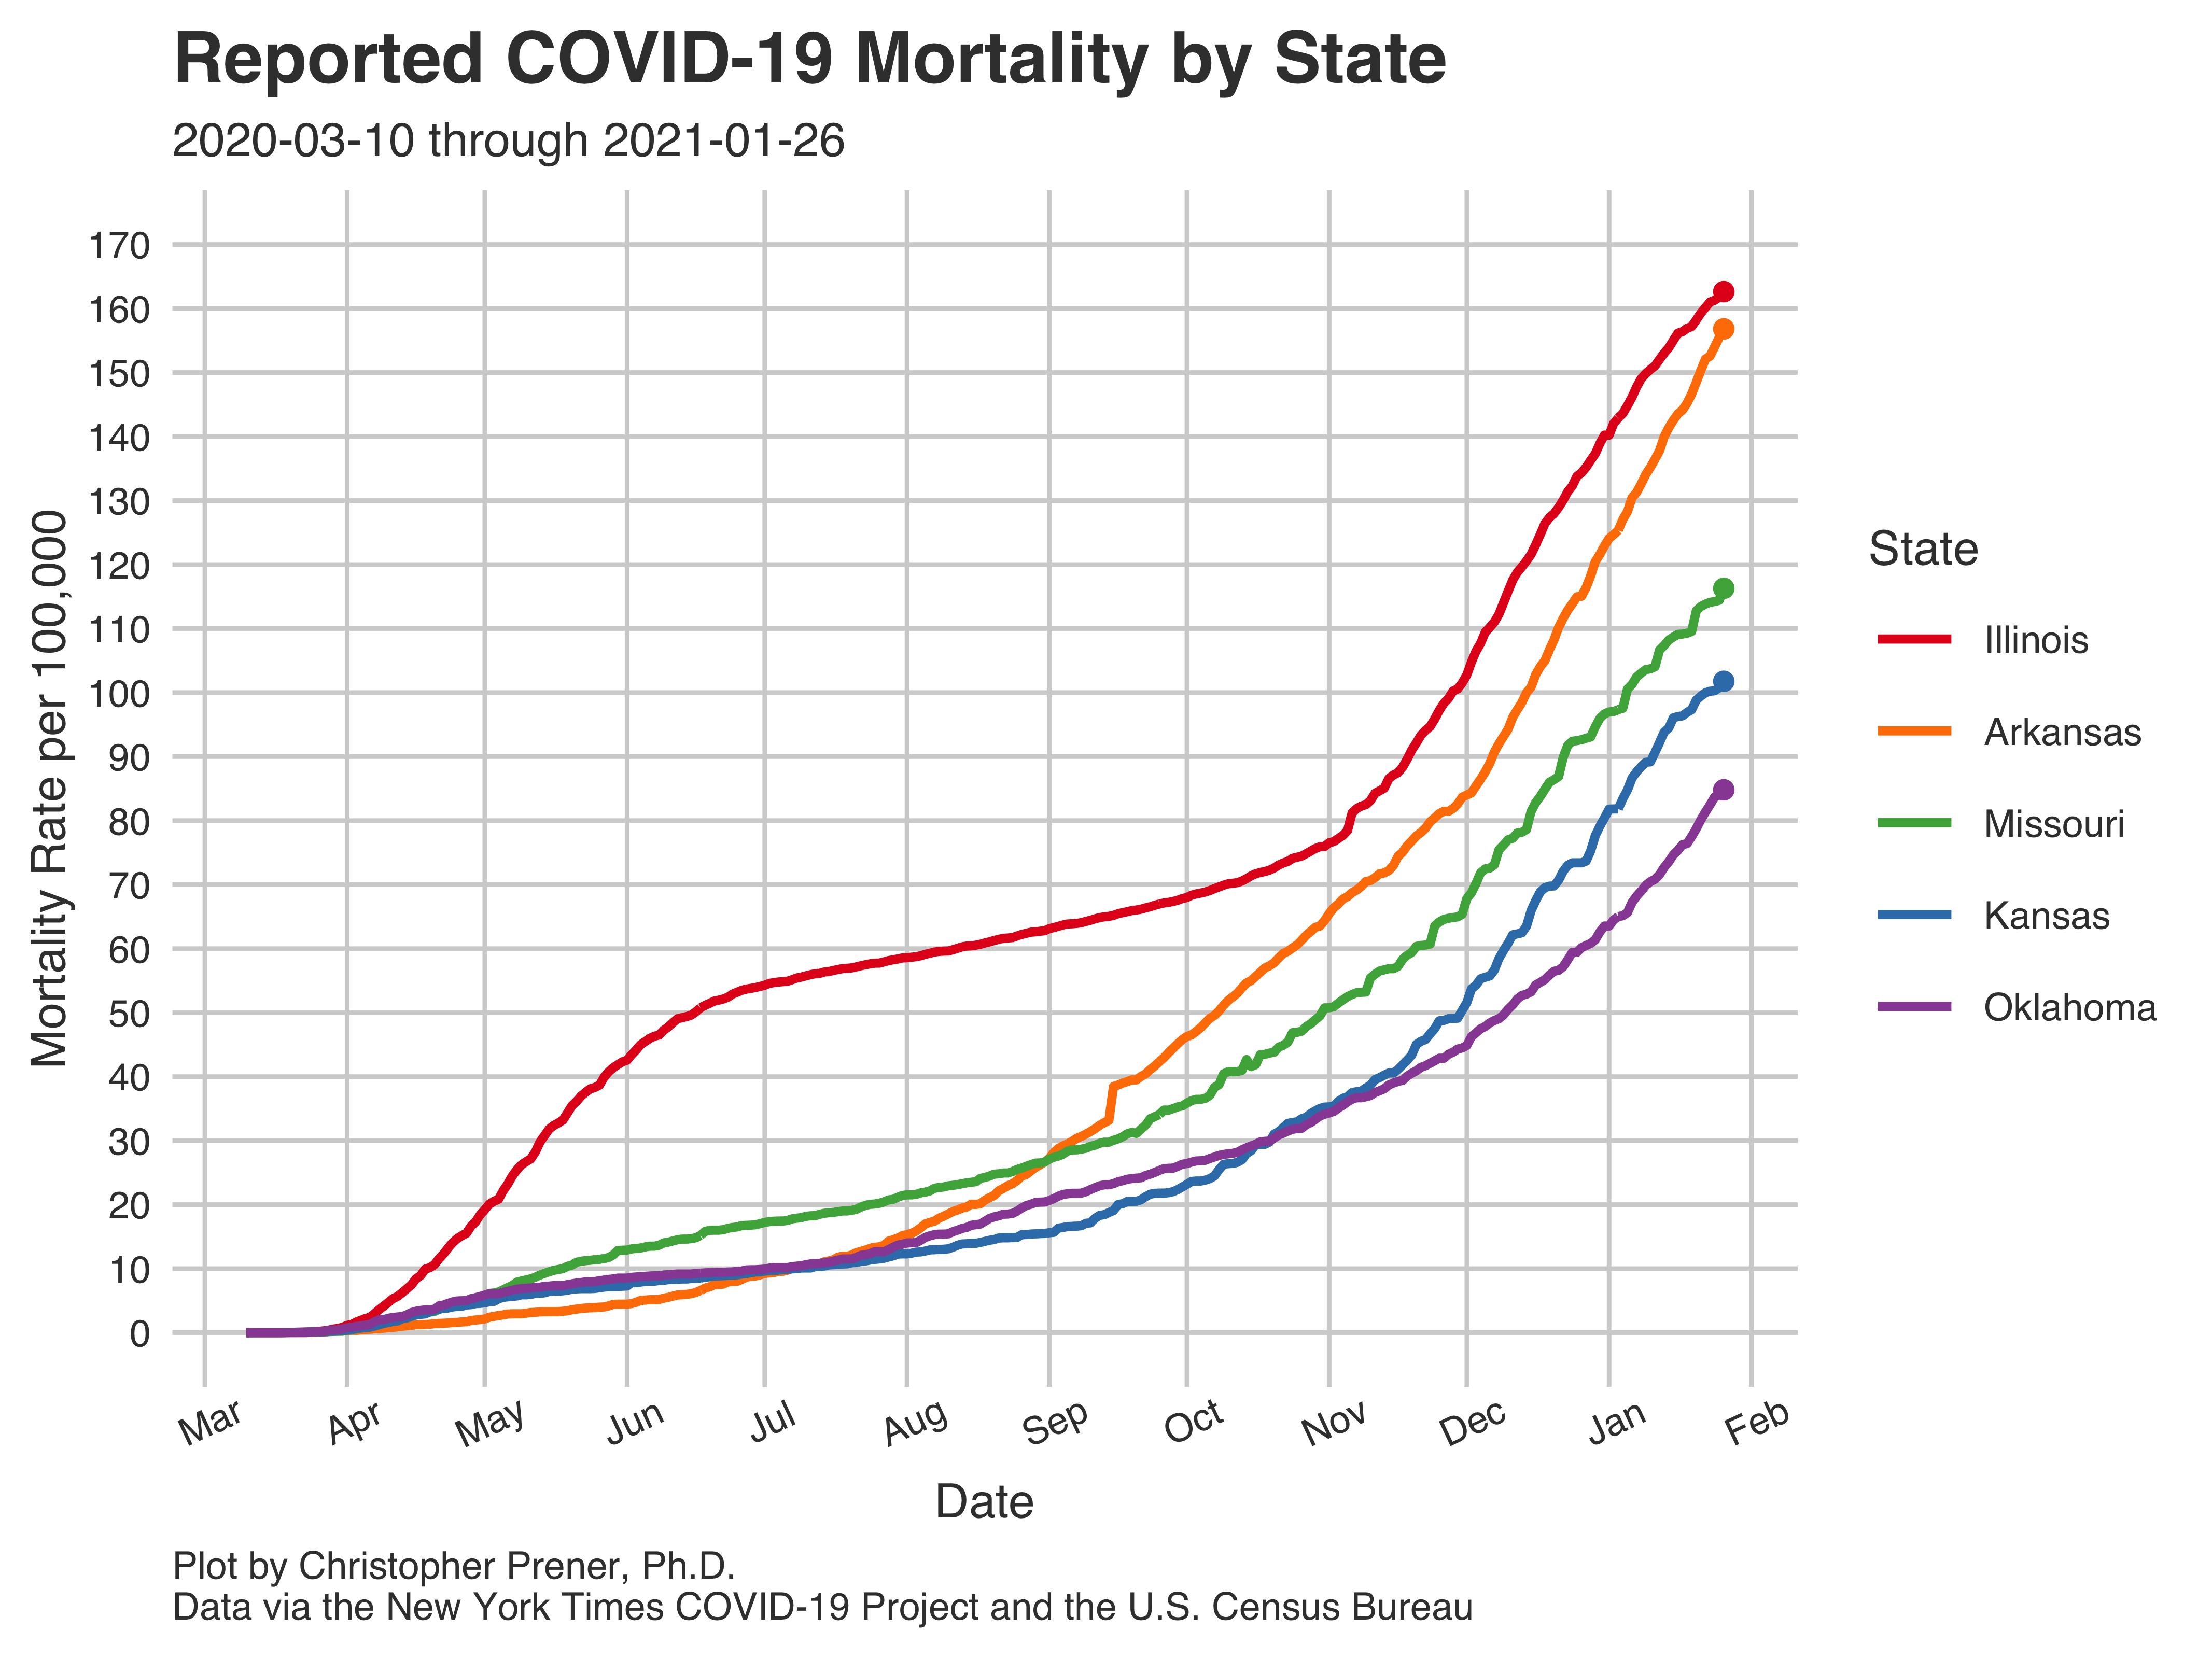 Reported COVID-19 Mortality by State
2020-03-10 through 2021-01-26
Mortality Rate per 100,000
170
160
150
140
130
120
110
100
90
80
70
60
50
40
30
20
10
0
Mar Apr May Jun Jul Aug Sep Oct Nov Dec Jan Feb
Date
State
Illinois
Arkansas
Missouri
Kansas
Oklahoma
Plot by Christopher Prener, Ph.D.
Data via the New York Times COVID-19 Project and the U.S. Census Bureau